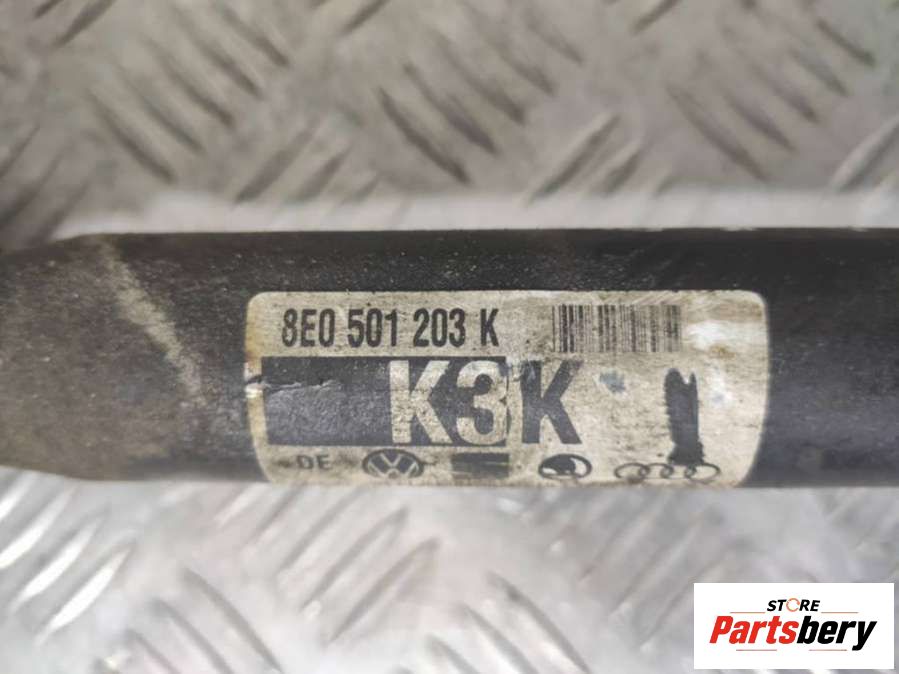 8E0 501 203 K
K3K
DE
STORE
Partsbery